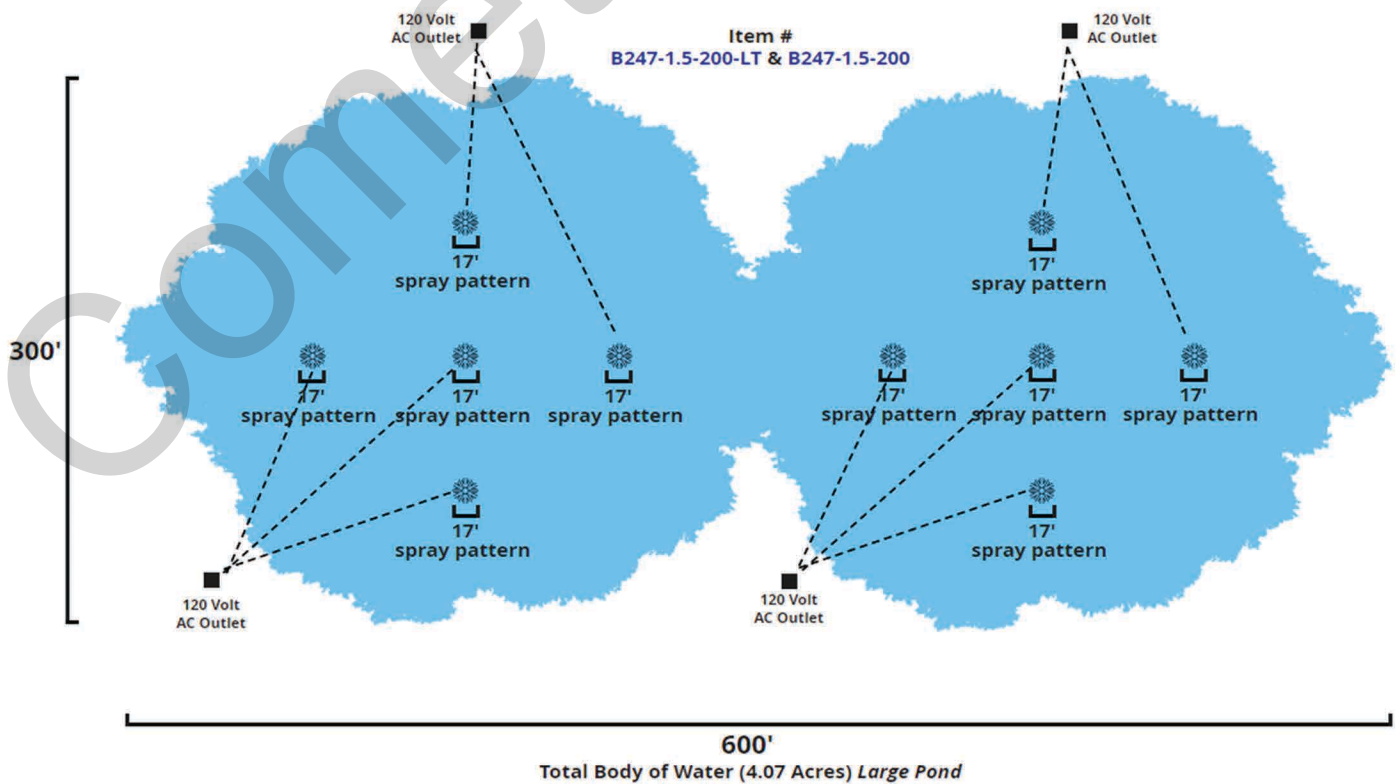 120 Volt
AC Outlet
Item #
B247-1.5-200-LT & B247-1.5-200
120 Volt
AC Outlet
17'
spray pattern
17'
spray pattern
300'
17'
spray pattern
17'
spray pattern
17'
spray pattern
17'
spray pattern
17'
spray pattern
17'
spray pattern
17'
spray pattern
17'
spray pattern
120 Volt
AC Outlet
120 Volt
AC Outlet
600'
Total Body of Water (4.07 Acres) Large Pond